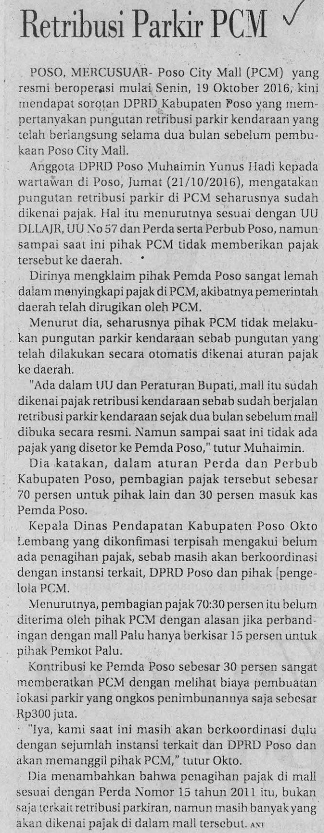 Retribusi Parkir PCM
POSO, MERCUSUAR- Poso City Mall (PCM) yang
resmi beroperasi mulai Senin, 19 Oktober 2016, kini
mendapat sorotan DPRD Kabupaten Poso yang mem-
pertanyakan pungutan retribusi parkir kendaraan yang
telah berlangsung selama dua bulan sebelum pembu-
kaan Poso City Mall.
Anggota DPRD Poso Muhaimin Yunus Hadi kepada
wartawan di Poso, Jumat (21/10/2016), mengatakan
pungutan retribusi parkir di PCM seharusnya sudah
dikenai pajak. Hal itu menurutnya sesuai dengan UU
DLLAJR, UU No 57 dan Perda serta Perbub Poso, namun
sampai saat ini pihak PCM tidak memberikan pajak
tersebut ke daerah.
Dirinya mengklaim pihak Pemda Poso sangat lemah
dalam menyingkapi pajak di PCM, akibatnya pemerintah
daerah telah dirugikan oleh PCM.
Menurut dia, seharusnya pihak PCM tidak melaku-
kan pungutan parkir kendaraan sebab pungutan yang
telah dilakukan secara otomatis dikenai aturan pajak
ke daerah.
"Ada dalam UU dan Peraturan Bupati, mall itu sudah
dikenai pajak retribusi kendaraan sebab sudah berjalan
retribusi parkir kendaraan sejak dua bulan sebelum mall
dibuka secara resmi. Namun sampai saat ini tidak ada
pajak yang disetor ke Pemda Poso," tutur Muhaimin.
Dia katakan, dalam aturan Perda dan Perbub
Kabupaten Poso, pembagian pajak tersebut sebesar
70 persen untuk pihak lain dan 30 persen masuk kas
Pemda Poso.
Kepala Dinas Pendapatan Kabupaten Poso Okto
Lembang yang dikonfimasi terpisah mengakui belum
ada penagihan pajak, sebab masih akan berkoordinasi
dengan instansi terkait, DPRD Poso dan pihak [penge-
lola PCM.
Menurutnya, pembagian pajak 70:30 persen itu belum
diterima oleh pihak PCM dengan alasan jika perband-
ingan dengan mall Palu hanya berkisar 15 persen untuk
pihak Pemkot Palu.
Kontribusi ke Pemda Poso sebesar 30 persen sangat
memberatkan PCM dengan melihat biaya pembuatan
lokasi parkir yang ongkos penimbunannya saja sebesar
Rp300 juta.
"Iya, kami saat ini masih akan berkoordinasi dulu
dengan sejumlah instansi terkait dan DPRD Poso dan
akan memanggil pihak PCM," tutur Okto.
Dia menambahkan bahwa penagihan pajak di mall
sesuai dengan Perda Nomor 15 tahun 2011 itu, bukan
saja terkait retribusi parkiran, namun masih banyak yang
akan dikenai pajak di dalam mall tersebut. ANT